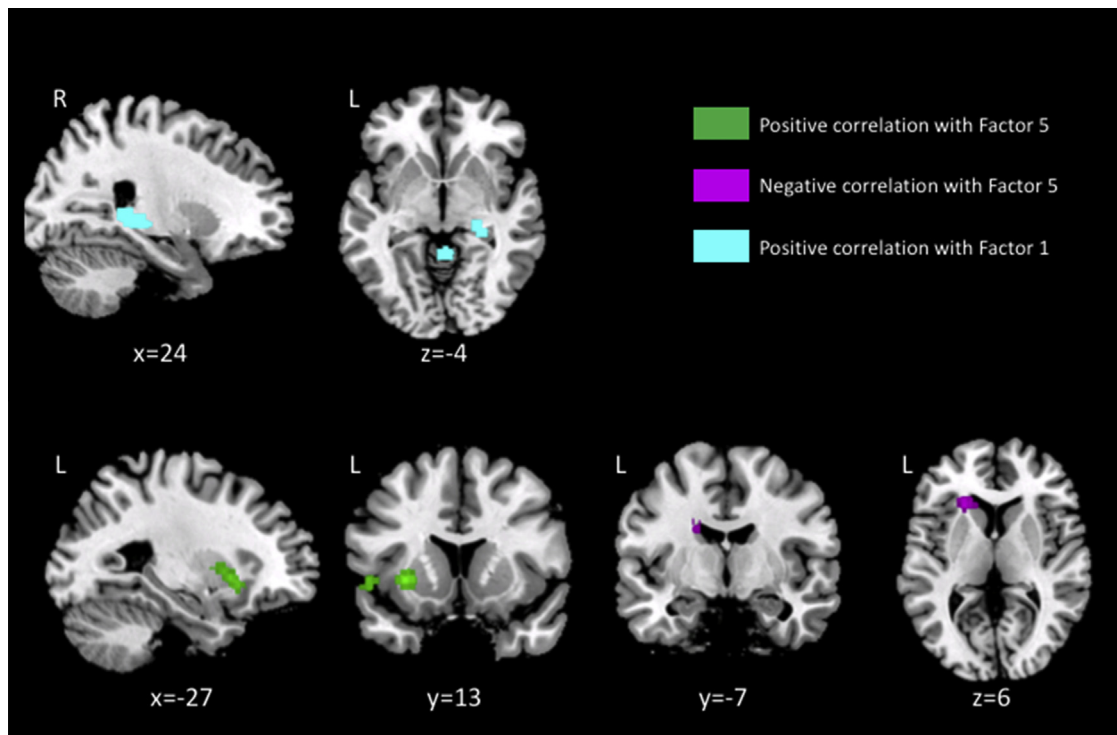 R
L
Positive correlation with Factor 5
Negative correlation with Factor 5
Positive correlation with Factor 1
x=24
z=-4
L
L
L
L
x=-27
y=13
y=-7
z=6